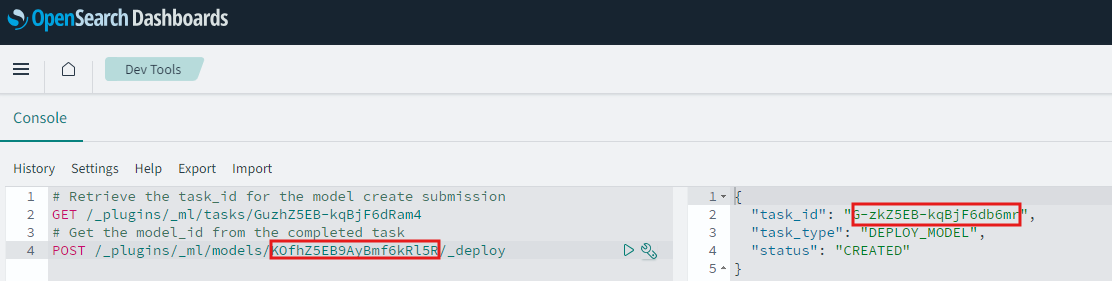 OpenSearch Dashboards
Dev Tools
Console
History Settings Help Export Import
1 # Retrieve the task_id for the model create submission
2 GET /_plugins/_ml/tasks/GuzhZ5EB-kqBjF6dRam4
3 # Get the model_id from the completed task
4 POST /_plugins/_ml/models/KOfhZ5EB9AyBmf6kRl5R/_deploy
1 {
2 "task_id": "G-zkZ5EB-kqBjF6db6mr",
3 "task_type": "DEPLOY_MODEL",
4 "status": "CREATED"
5 }